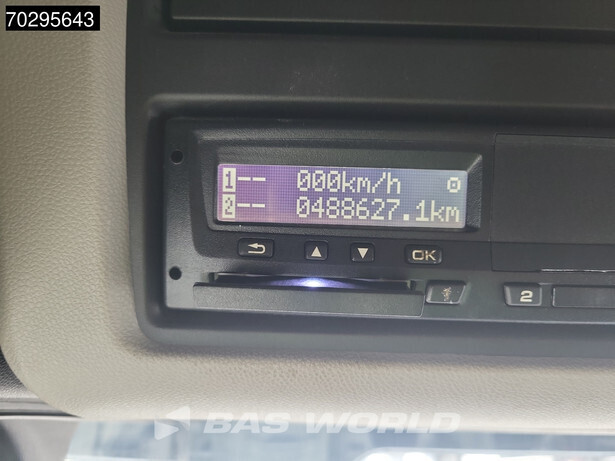 70295643
1-- 000km/h
2-- 0488627.1km
OK
2
BAS WORLD